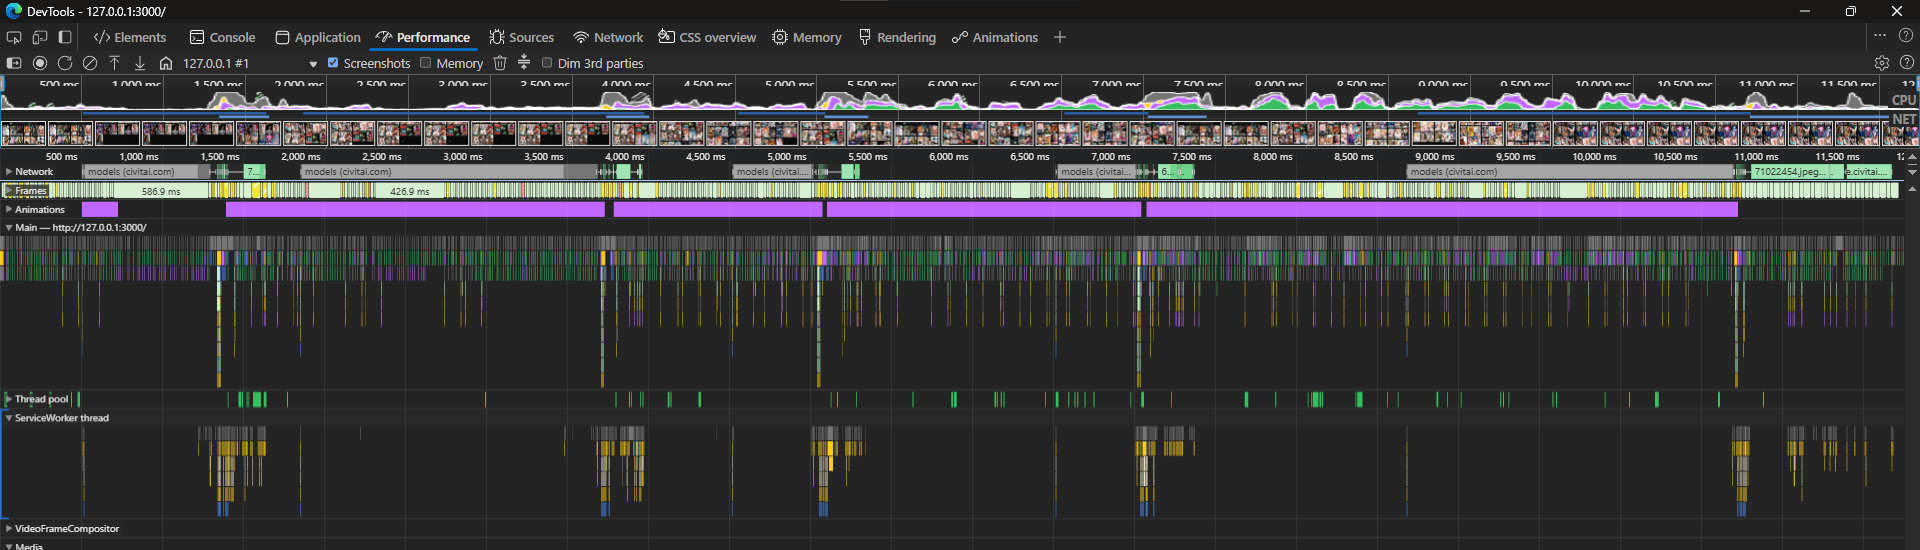 DevTools - 127.0.0.1:3000/
Elements Console Application Performance Sources Network CSS overview Memory Rendering Animations
127.0.0.1 #1 Screenshots Memory Dim 3rd parties
500 ms 1,000 ms 1,500 ms 2,000 ms 2,500 ms 3,000 ms 3,500 ms 4,000 ms 4,500 ms 5,000 ms 5,500 ms 6,000 ms 6,500 ms 7,000 ms 7,500 ms 8,000 ms 8,500 ms 9,000 ms 9,500 ms 10,000 ms 10,500 ms 11,000 ms 11,500 ms 12
CPU
NET
500 ms 1,000 ms 1,500 ms 2,000 ms 2,500 ms 3,000 ms 3,500 ms 4,000 ms 4,500 ms 5,000 ms 5,500 ms 6,000 ms 6,500 ms 7,000 ms 7,500 ms 8,000 ms 8,500 ms 9,000 ms 9,500 ms 10,000 ms 10,500 ms 11,000 ms 11,500 ms 12
Network models (civitai.com) 7... models (civitai.com) models (civitai.... models (civitai... 6... models (civitai.com) 71022454.jpeg... e.civitai....
Frames 586.9 ms 426.9 ms
Animations
Main — http://127.0.0.1:3000/
Thread pool
ServiceWorker thread
VideoFrameCompositor
Media